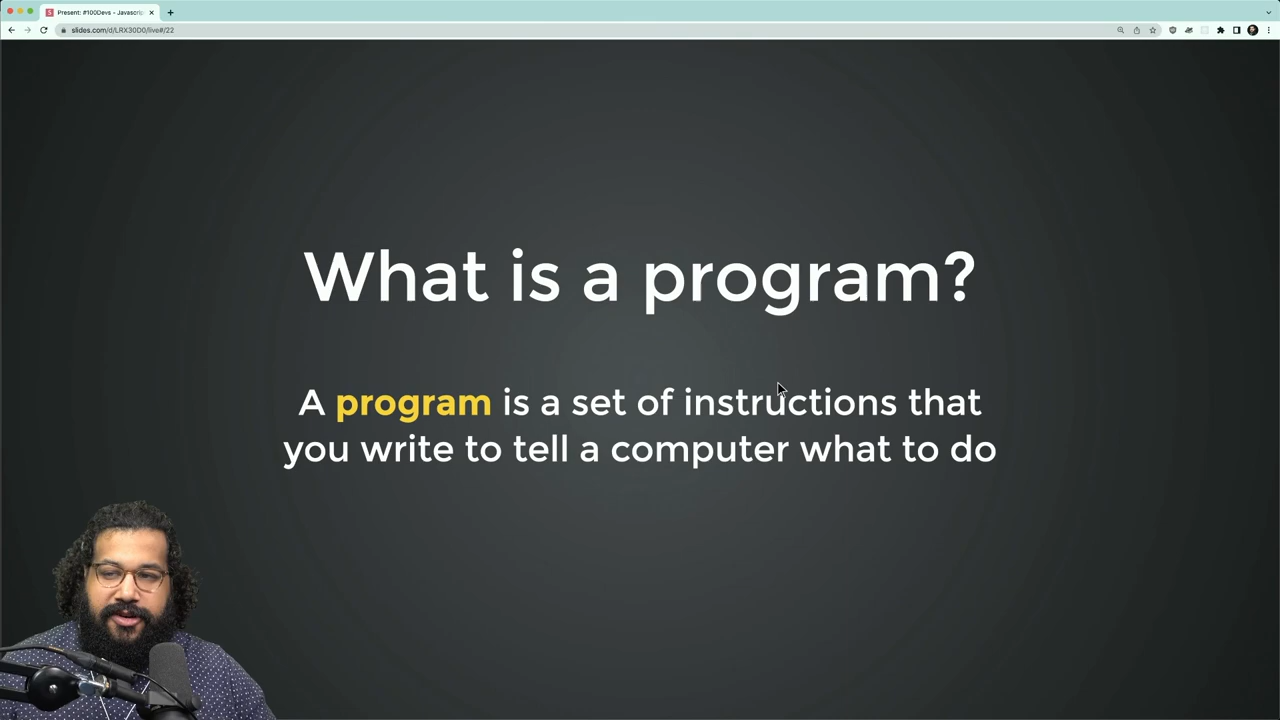 Present: #100Devs - Javascrip
slides.com/d/LRX30D0/live#/22
What is a program?
A program is a set of instructions that
you write to tell a computer what to do